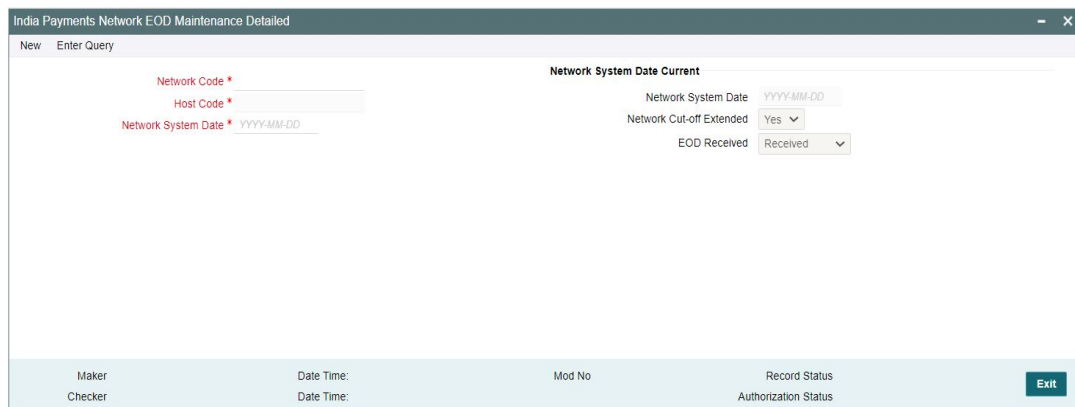 India Payments Network EOD Maintenance Detailed
New Enter Query
Network Code *
Host Code *
Network System Date * YYYY-MM-DD
Network System Date Current
Network System Date YYYY-MM-DD
Network Cut-off Extended Yes
EOD Received Received
Maker Date Time: Mod No Record Status
Checker Date Time: Authorization Status
Exit